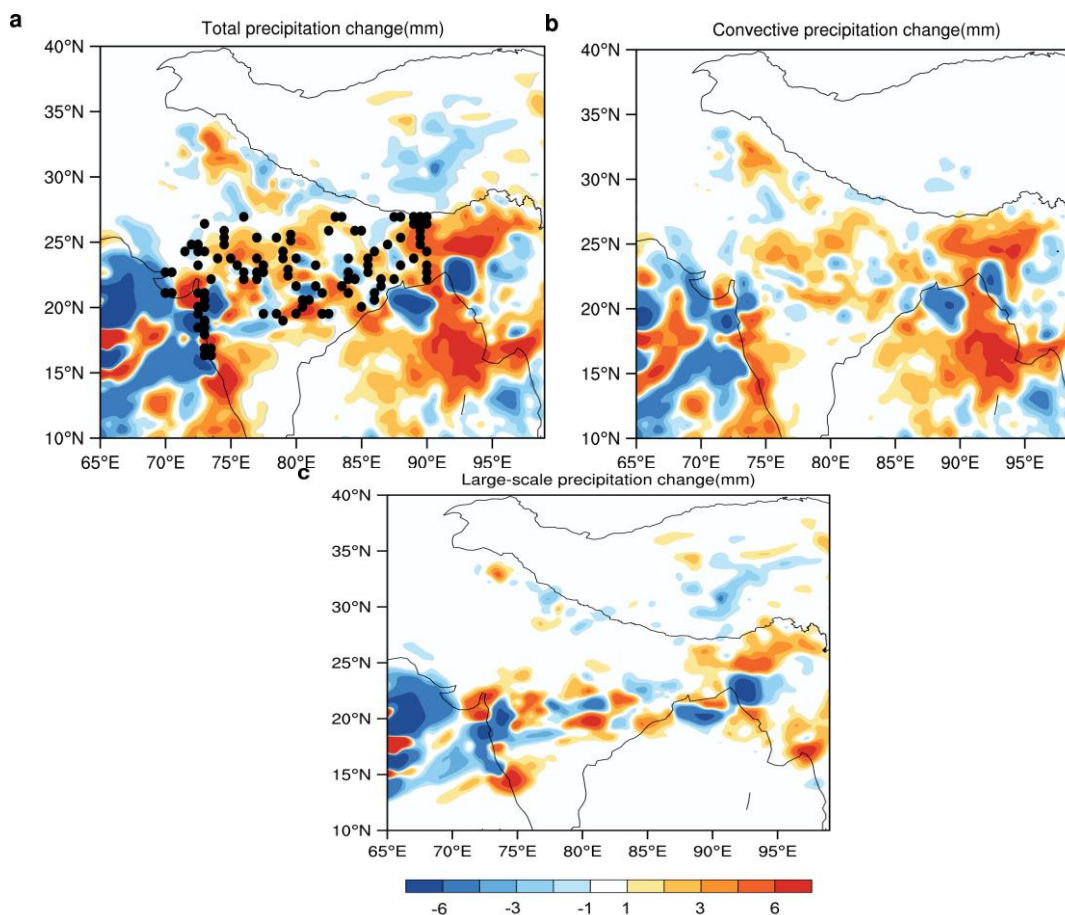 a
Total precipitation change(mm)
40°N
35°N
30°N
25°N
20°N
15°N
10°N
65°E 70°E 75°E 80°E 85°E 90°E 95°E
b
Convective precipitation change(mm)
40°N
35°N
30°N
25°N
20°N
15°N
10°N
65°E 70°E 75°E 80°E 85°E 90°E 95°E
c
Large-scale precipitation change(mm)
40°N
35°N
30°N
25°N
20°N
15°N
10°N
65°E 70°E 75°E 80°E 85°E 90°E 95°E
-6 -3 -1 1 3 6